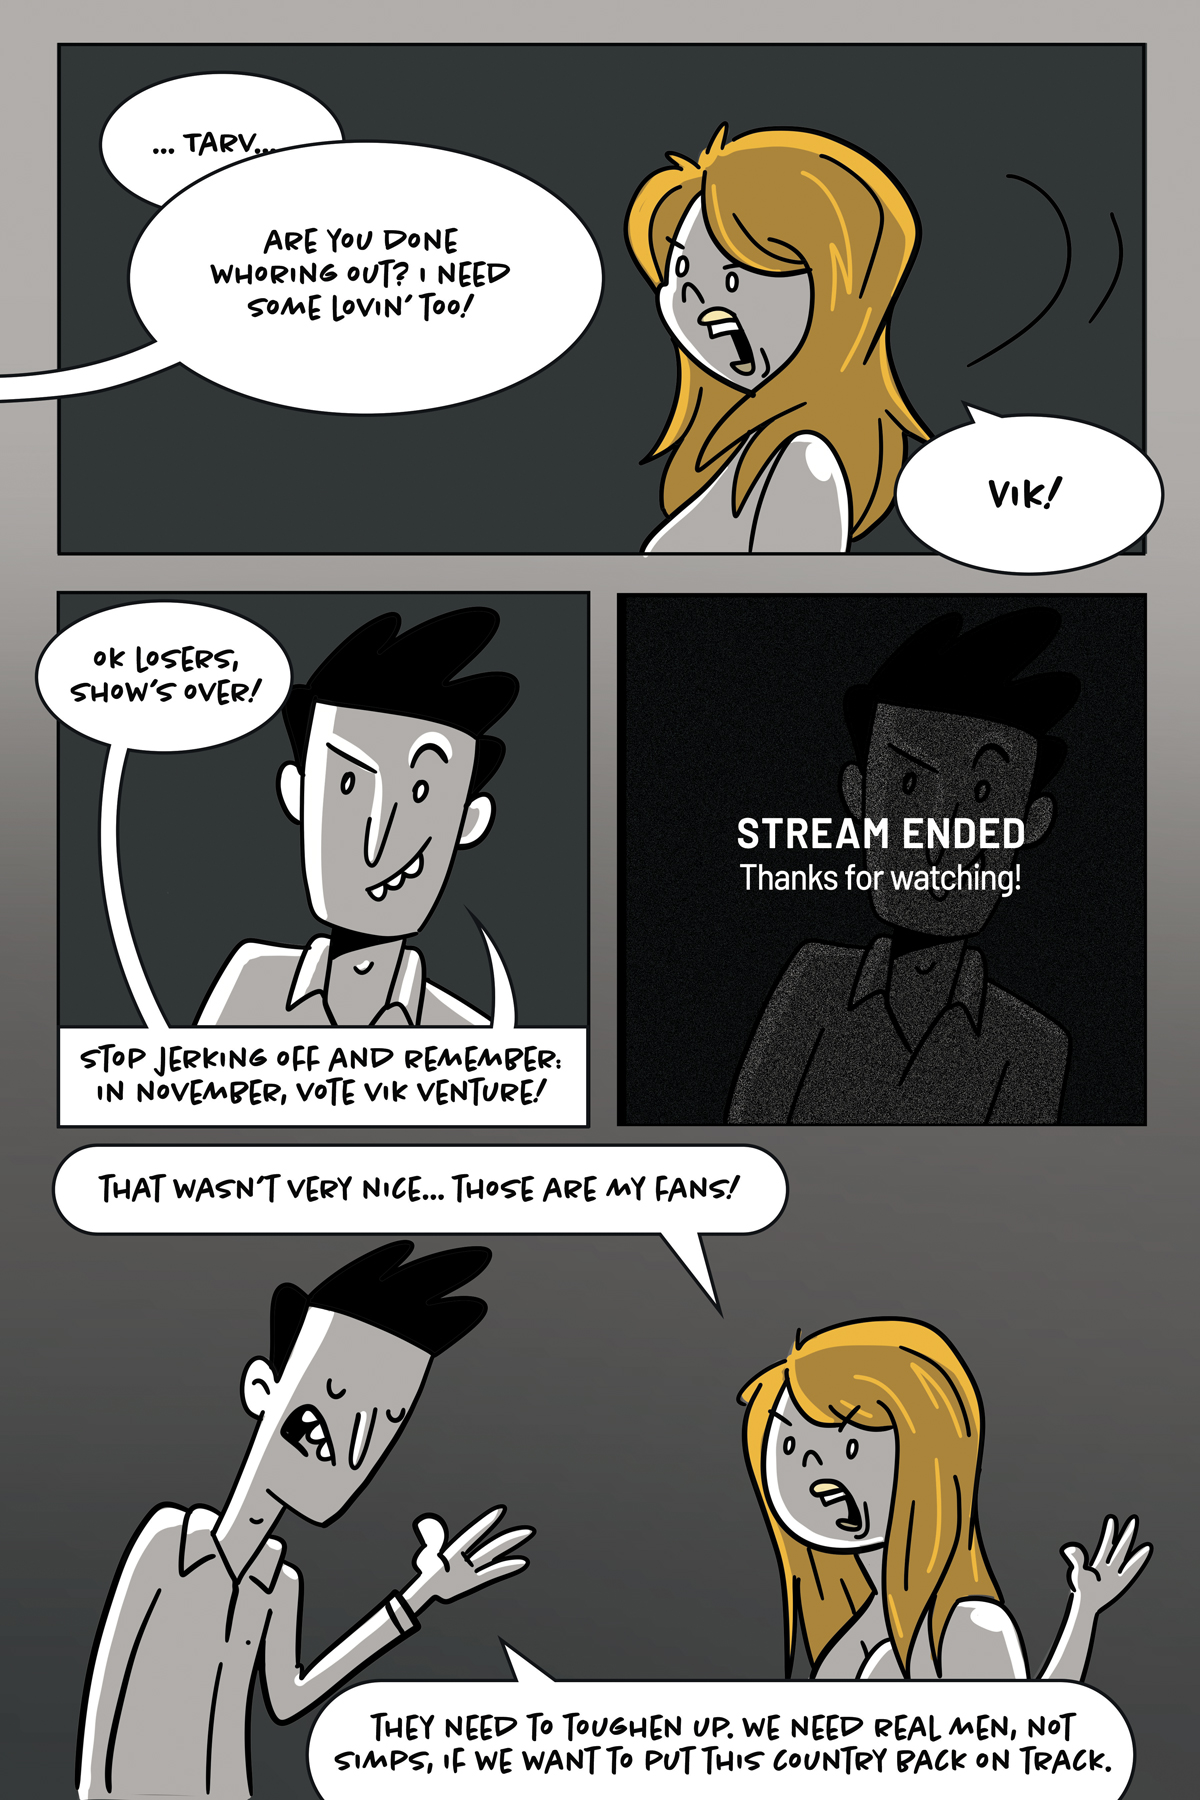 ... TARV...
ARE YOU DONE
WHORING OUT? I NEED
SOME LOVIN' TOO!
VIK!
OK LOSERS,
SHOW'S OVER!
STOP JERKING OFF AND REMEMBER:
IN NOVEMBER, VOTE VIK VENTURE!
STREAM ENDED
Thanks for watching!
THAT WASN'T VERY NICE... THOSE ARE MY FANS!
THEY NEED TO TOUGHEN UP. WE NEED REAL MEN, NOT
SIMPS, IF WE WANT TO PUT THIS COUNTRY BACK ON TRACK.